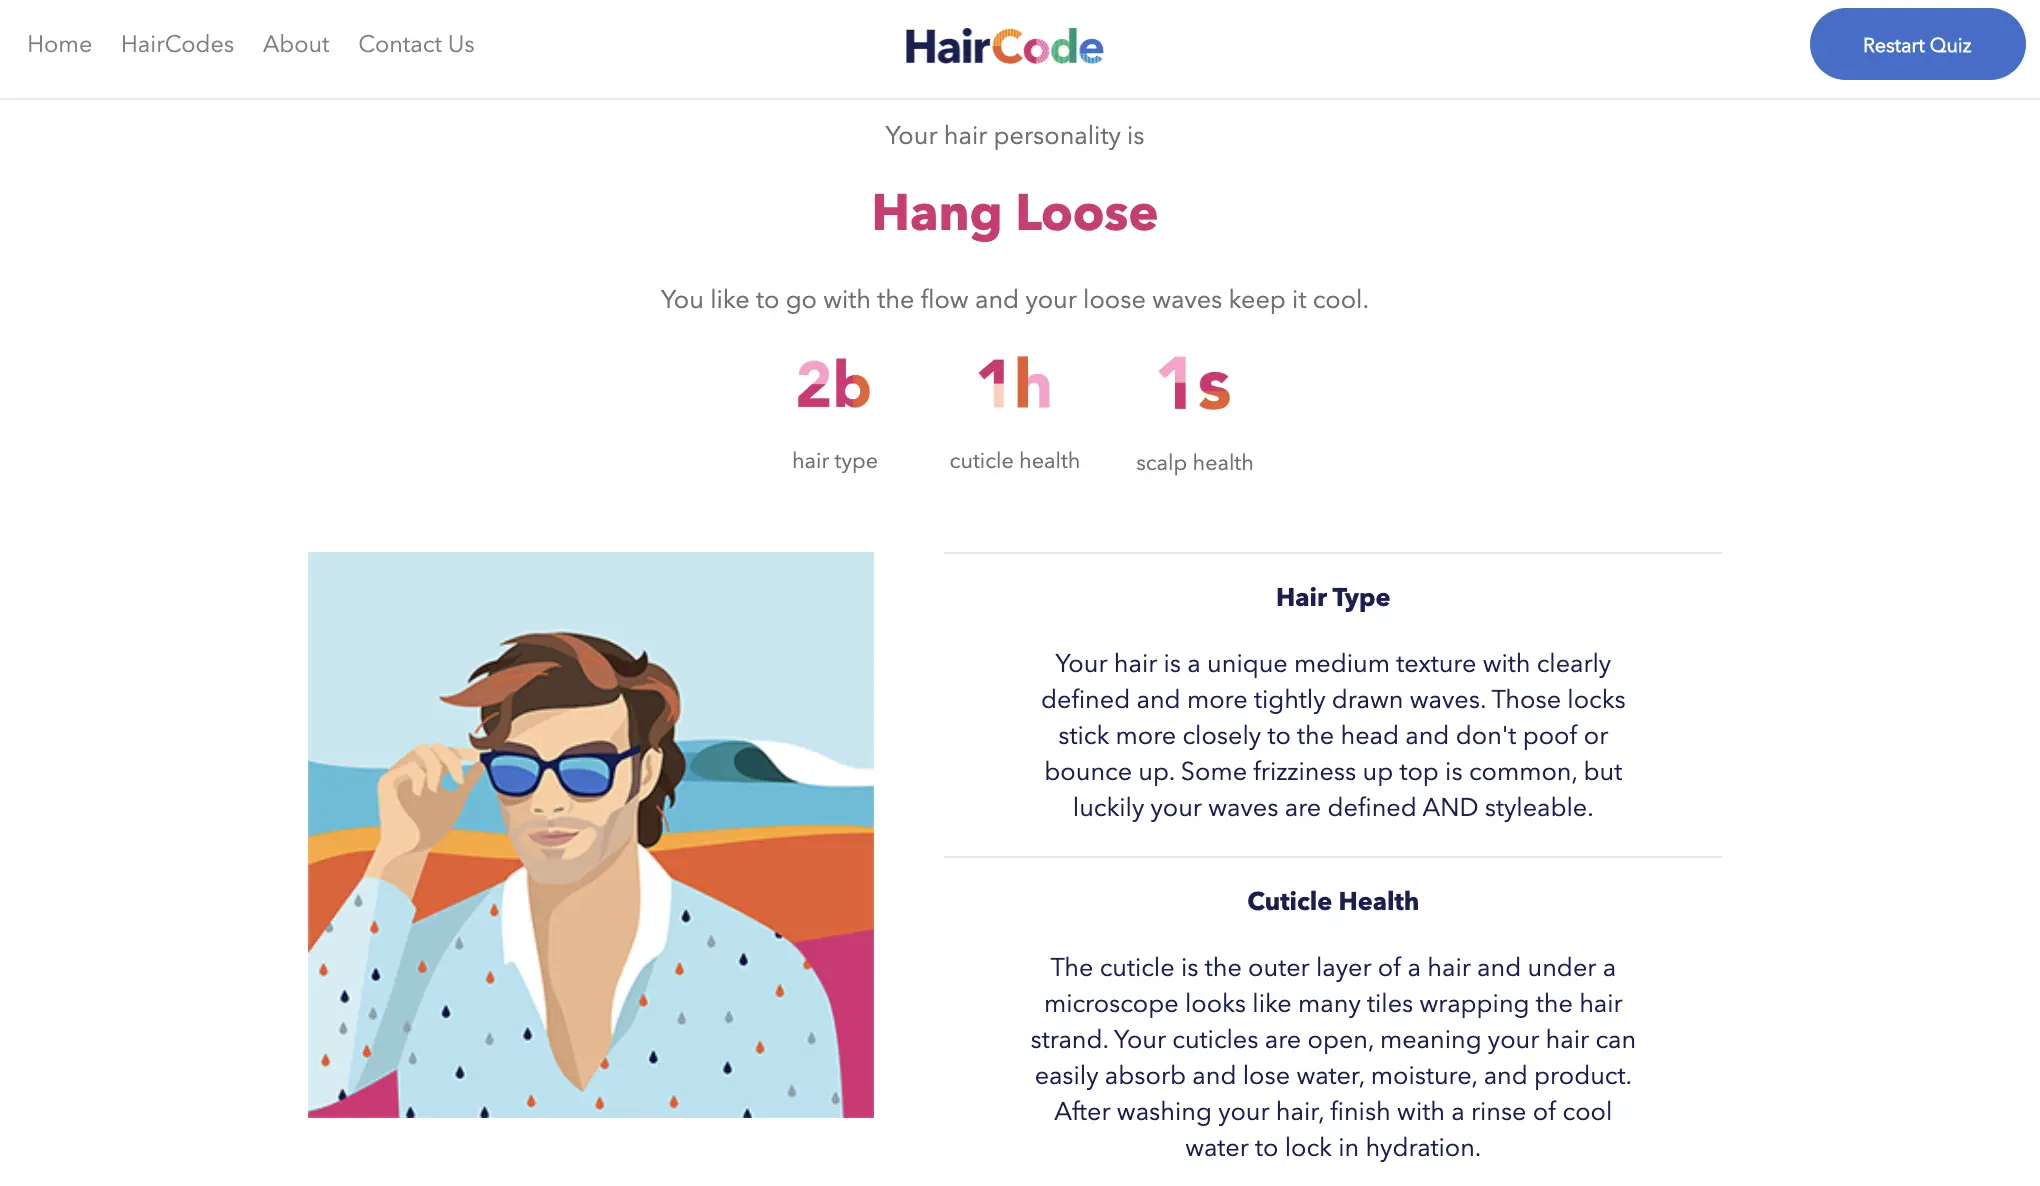 Home HairCodes About Contact Us
HairCode
Restart Quiz
Your hair personality is
Hang Loose
You like to go with the flow and your loose waves keep it cool.
2b 1h 1s
hair type cuticle health scalp health
Hair Type
Your hair is a unique medium texture with clearly
defined and more tightly drawn waves. Those locks
stick more closely to the head and don't poof or
bounce up. Some frizziness up top is common, but
luckily your waves are defined AND styleable.
Cuticle Health
The cuticle is the outer layer of a hair and under a
microscope looks like many tiles wrapping the hair
strand. Your cuticles are open, meaning your hair can
easily absorb and lose water, moisture, and product.
After washing your hair, finish with a rinse of cool
water to lock in hydration.